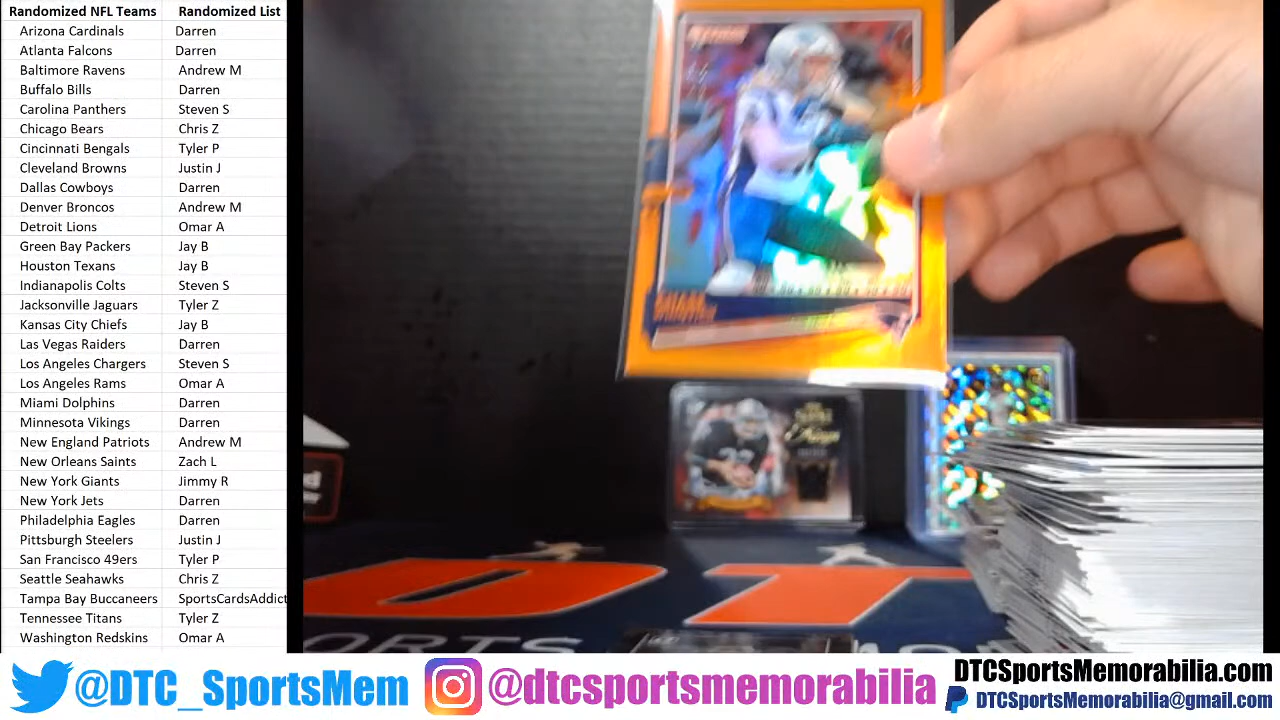 Randomized NFL Teams Randomized List
Arizona Cardinals Darren
Atlanta Falcons Darren
Baltimore Ravens Andrew M
Buffalo Bills Darren
Carolina Panthers Steven S
Chicago Bears Chris Z
Cincinnati Bengals Tyler P
Cleveland Browns Justin J
Dallas Cowboys Darren
Denver Broncos Andrew M
Detroit Lions Omar A
Green Bay Packers Jay B
Houston Texans Jay B
Indianapolis Colts Steven S
Jacksonville Jaguars Tyler Z
Kansas City Chiefs Jay B
Las Vegas Raiders Darren
Los Angeles Chargers Steven S
Los Angeles Rams Omar A
Miami Dolphins Darren
Minnesota Vikings Darren
New England Patriots Andrew M
New Orleans Saints Zach L
New York Giants Jimmy R
New York Jets Darren
Philadelphia Eagles Darren
Pittsburgh Steelers Justin J
San Francisco 49ers Tyler P
Seattle Seahawks Chris Z
Tampa Bay Buccaneers SportsCardsAddict
Tennessee Titans Tyler Z
Washington Redskins Omar A
DT
ORTS
@DTC_SportsMem
@dtcsportsmemorabilia
DTCSportsMemorabilia.com
DTCSportsMemorabilia@gmail.com